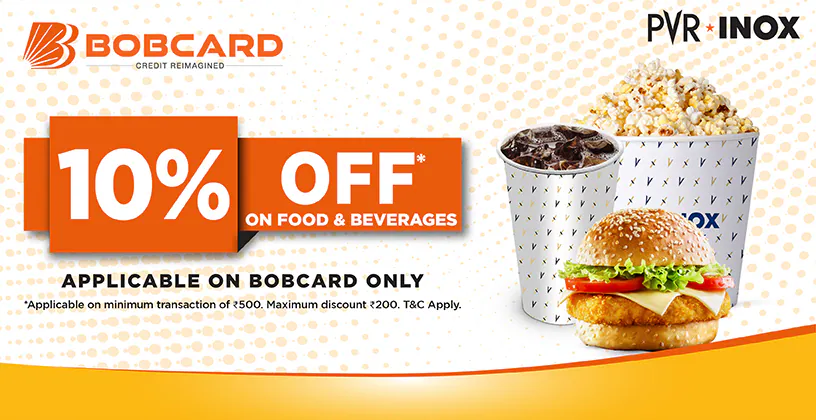 BOBCARD
CREDIT REIMAGINED
PVR★INOX
10% OFF*
ON FOOD & BEVERAGES
APPLICABLE ON BOBCARD ONLY
*Applicable on minimum transaction of ₹500. Maximum discount ₹200. T&C Apply.